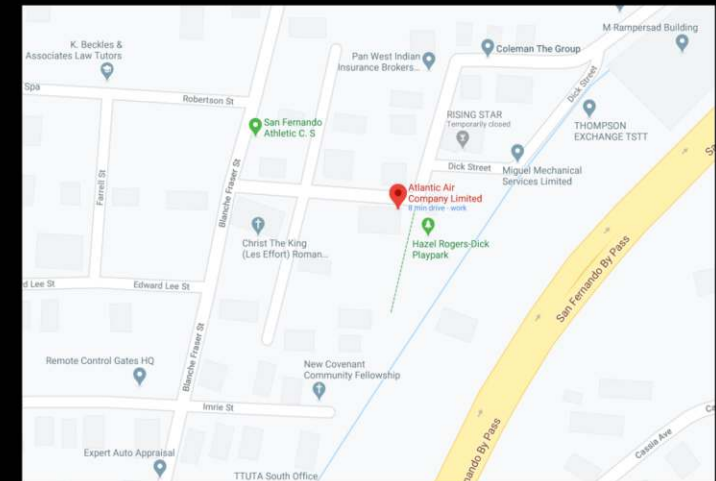 M Rampersad Building
K. Beckles &
Associates Law Tutors
Pan West Indian
Insurance Brokers...
Coleman The Group
Spa
Robertson St
Dick Street
San Fernando
Athletic C. S
RISING STAR
Temporarily closed
THOMPSON
EXCHANGE TSTT
Farrell St
Blanche Fraser St
Dick Street
Miguel Mechanical
Services Limited
Atlantic Air
Company Limited
8 min drive - work
Christ The King
(Les Effort) Roman...
Hazel Rogers-Dick
Playpark
San Fernando By Pass
d Lee St
Edward Lee St
Remote Control Gates HQ
Blanche Fraser St
New Covenant
Community Fellowship
Imrie St
Expert Auto Appraisal
TTUTA South Office
nando By Pass
Cassia Ave
Ca
Sa